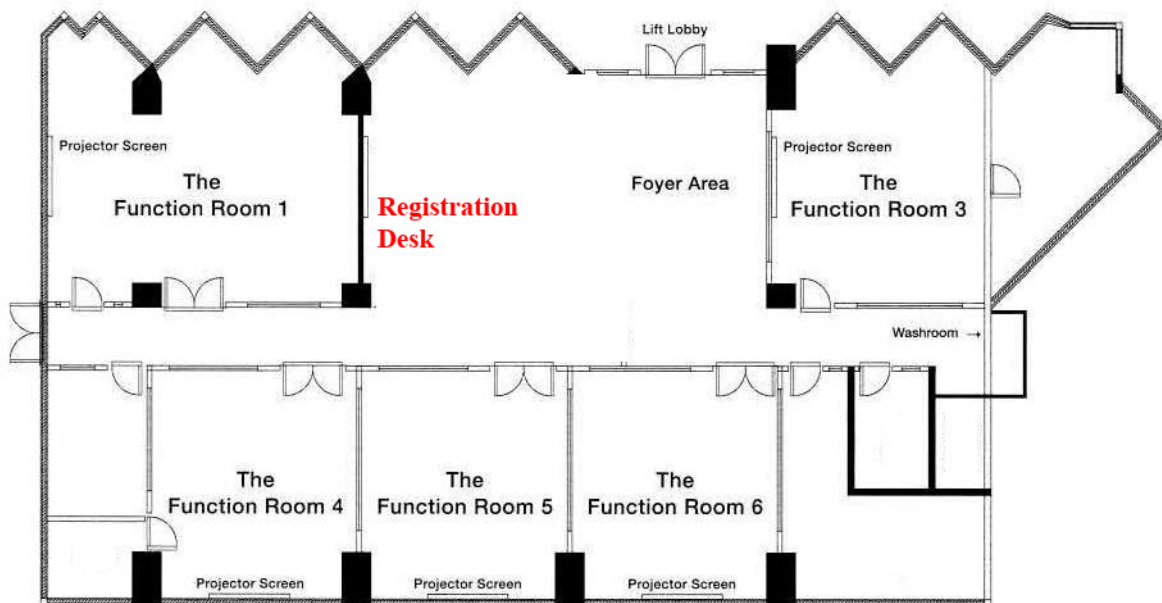 Lift Lobby
Projector Screen
The
Function Room 1
Registration
Desk
Foyer Area
Projector Screen
The
Function Room 3
Washroom →
The
Function Room 4
The
Function Room 5
The
Function Room 6
Projector Screen
Projector Screen
Projector Screen